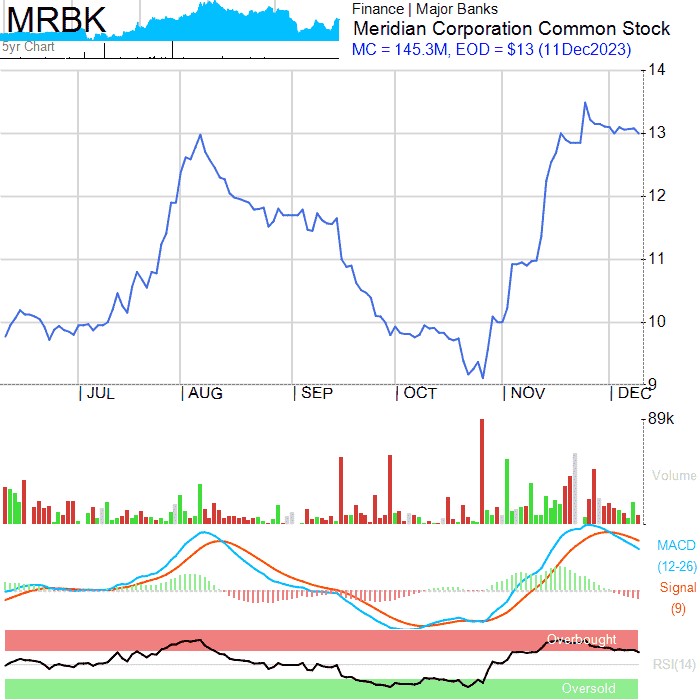 MRBK
5yr Chart
Finance | Major Banks
Meridian Corporation Common Stock
MC = 145.3M, EOD = $13 (11Dec2023)
14
13
12
11
10
9
JUL AUG SEP OCT NOV DEC
89k
Volume
MACD
(12-26)
Signal
(9)
Overbought
RSI(14)
Oversold